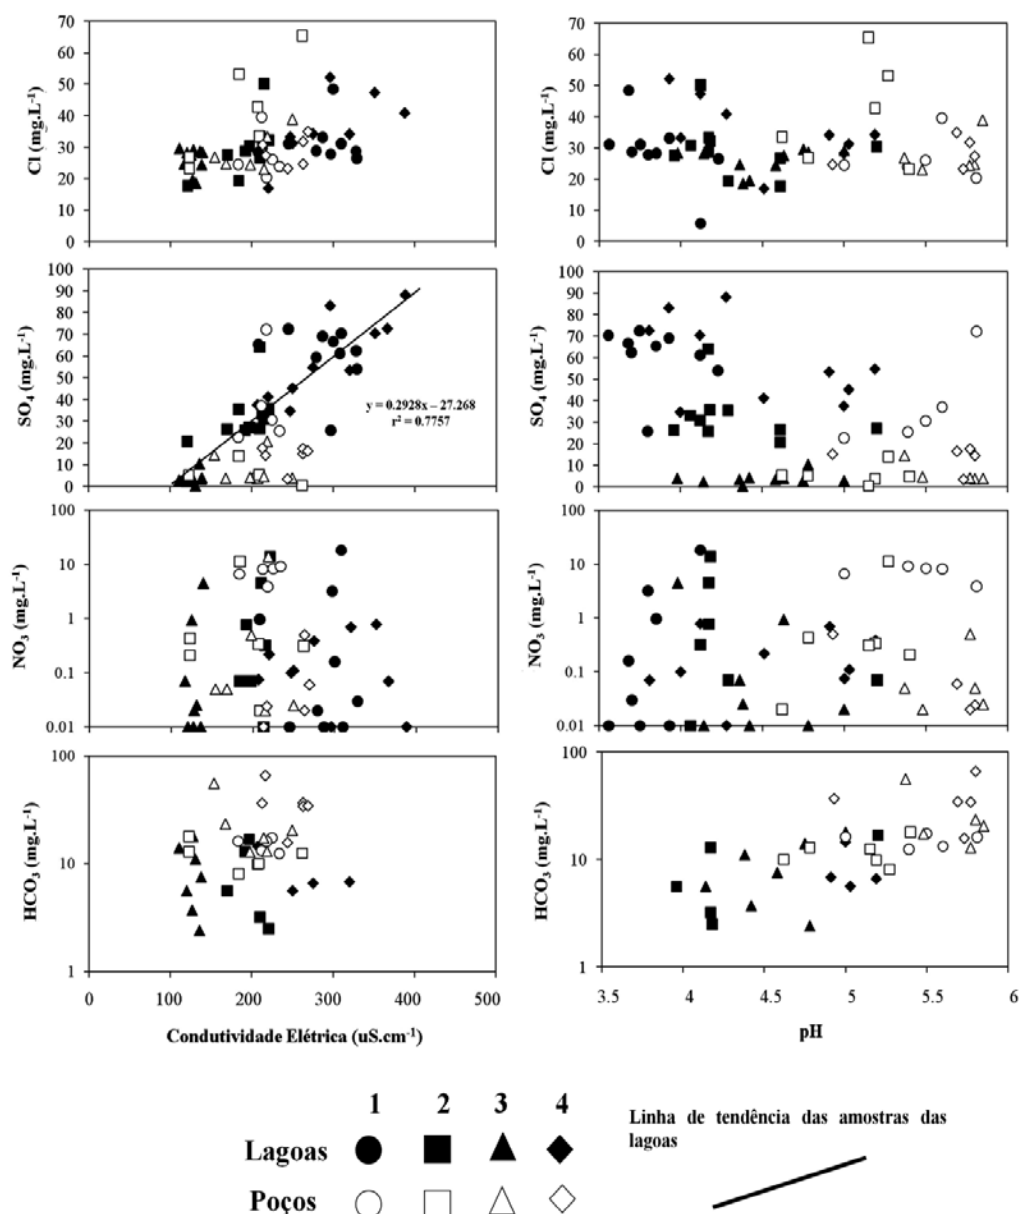 70
60
50
40
30
20
10
0
Cl (mg.L-1)
70
60
50
40
30
20
10
0
Cl (mg.L-1)
100
90
80
70
60
50
40
30
20
10
0
SO4 (mg.L-1)
y = 0.2928x – 27.268
r2 = 0.7757
100
90
80
70
60
50
40
30
20
10
0
SO4 (mg.L-1)
100
10
1
0.1
0.01
NO3 (mg.L-1)
100
10
1
0.1
0.01
NO3 (mg.L-1)
100
10
1
HCO3 (mg.L-1)
0 100 200 300 400 500
Condutividade Elétrica (uS.cm-1)
100
10
1
HCO3 (mg.L-1)
3.5 4 4.5 5 5.5 6
pH
1 2 3 4
Lagoas
Poços
Linha de tendência das amostras das
lagoas